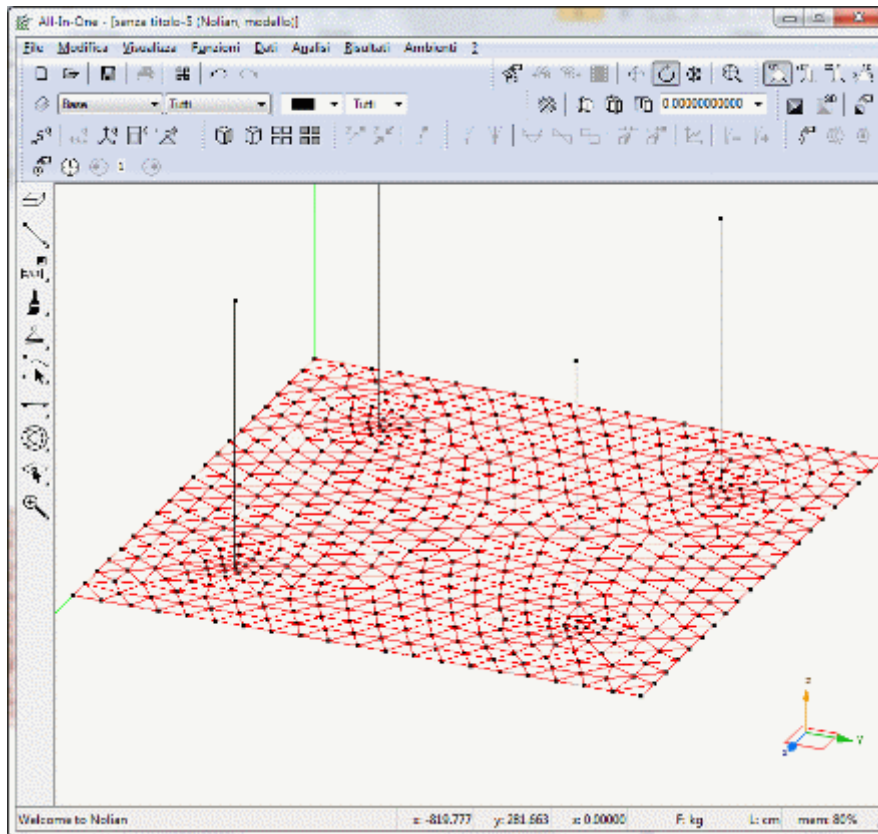 All-In-One - [senza titolo-5 (Nolian, modello)]
File Modifica Visualizza Funzioni Dati Analisi Risultati Ambienti ?
Base Tutti Tutti 0.00000000000
1
z
y
Welcome to Nolian x: -819.777 y: 281.563 z: 0.00000 F: kg L: cm mem: 80%